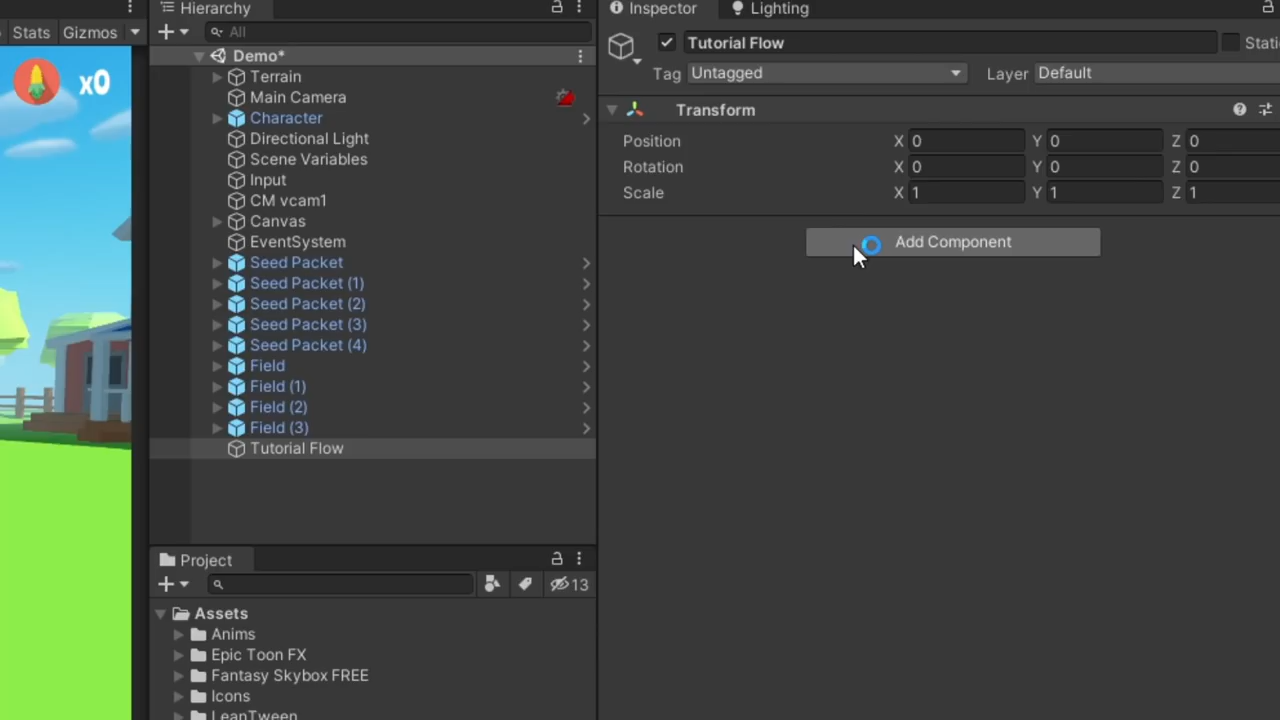 Stats Gizmos
x0
Hierarchy
All
Demo*
Terrain
Main Camera
Character
Directional Light
Scene Variables
Input
CM vcam1
Canvas
EventSystem
Seed Packet
Seed Packet (1)
Seed Packet (2)
Seed Packet (3)
Seed Packet (4)
Field
Field (1)
Field (2)
Field (3)
Tutorial Flow
Project
13
Assets
Anims
Epic Toon FX
Fantasy Skybox FREE
Icons
LeanTween
Inspector Lighting
Tutorial Flow Stati
Tag Untagged Layer Default
Transform
Position X 0 Y 0 Z 0
Rotation X 0 Y 0 Z 0
Scale X 1 Y 1 Z 1
Add Component